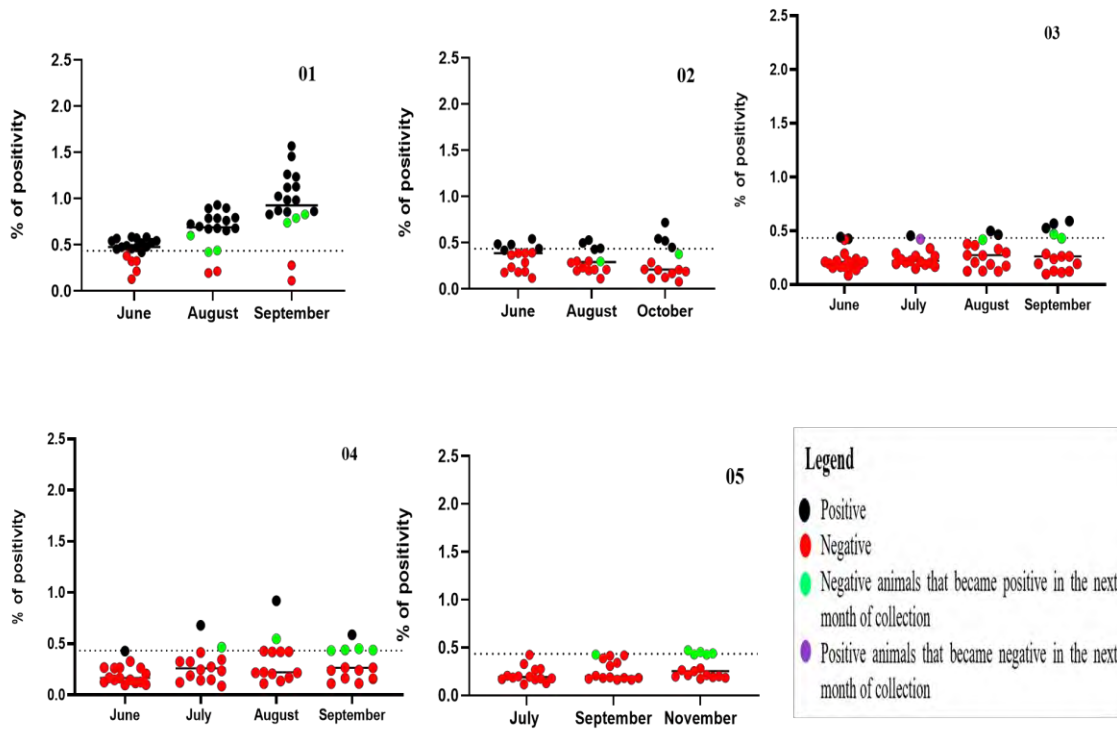 01
% of positivity
2.5
2.0
1.5
1.0
0.5
0.0
June August September
02
% of positivity
2.5
2.0
1.5
1.0
0.5
0.0
June August October
03
% of positivity
2.5
2.0
1.5
1.0
0.5
0.0
June July August September
04
% of positivity
2.5
2.0
1.5
1.0
0.5
0.0
June July August September
05
% of positivity
2.5
2.0
1.5
1.0
0.5
0.0
July September November
Legend
Positive
Negative
Negative animals that became positive in the next
month of collection
Positive animals that became negative in the next
month of collection